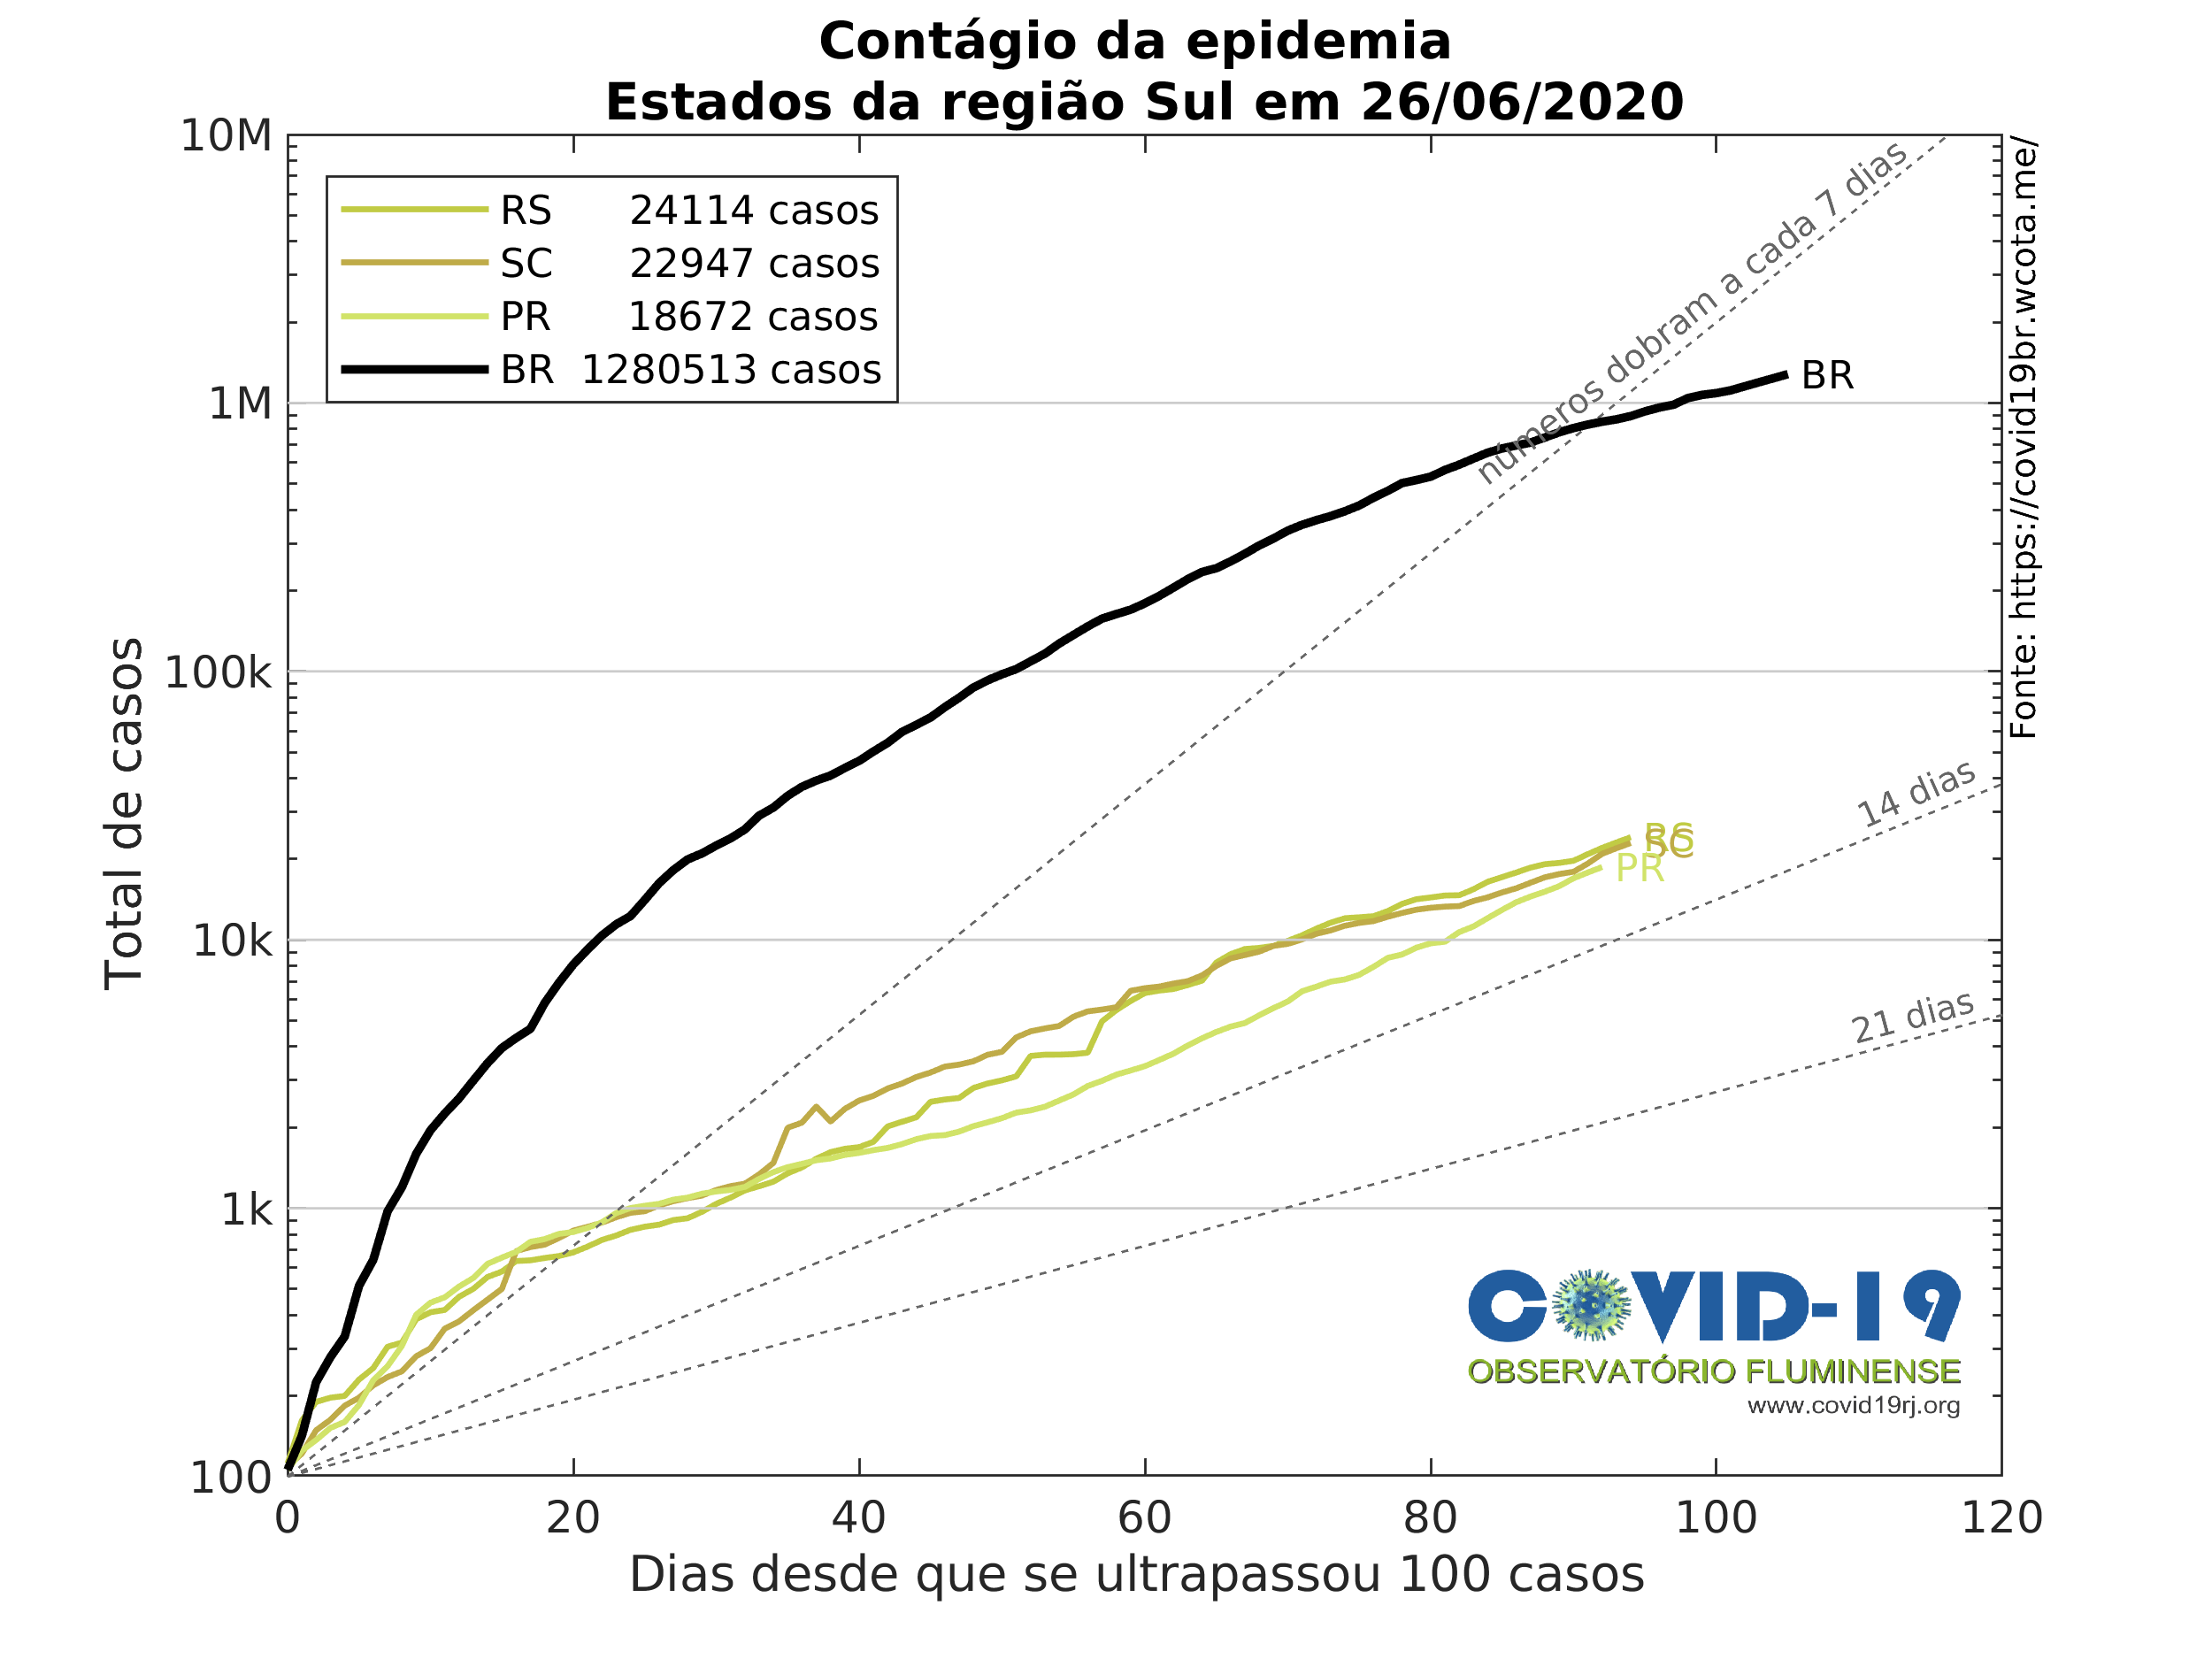 Contágio da epidemia
Estados da região Sul em 26/06/2020
10M
1M
100k
10k
1k
100
Total de casos
RS 24114 casos
SC 22947 casos
PR 18672 casos
BR 1280513 casos
números dobram a cada 7 dias
14 dias
21 dias
BR
RS
SC
PR
Fonte: https://covid19br.wcota.me/
COVID-19
OBSERVATÓRIO FLUMINENSE
www.covid19rj.org
0 20 40 60 80 100 120
Dias desde que se ultrapassou 100 casos